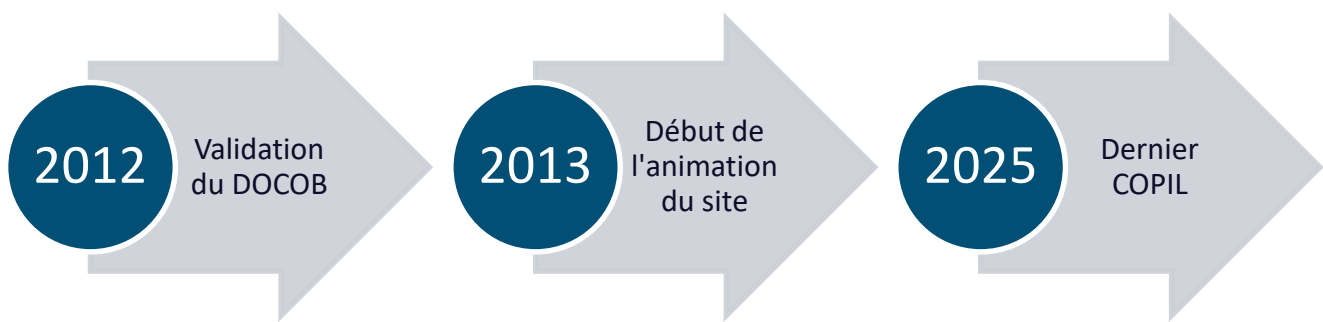 2012
Validation
du DOCOB
2013
Début de
l'animation
du site
2025
Dernier
COPIL